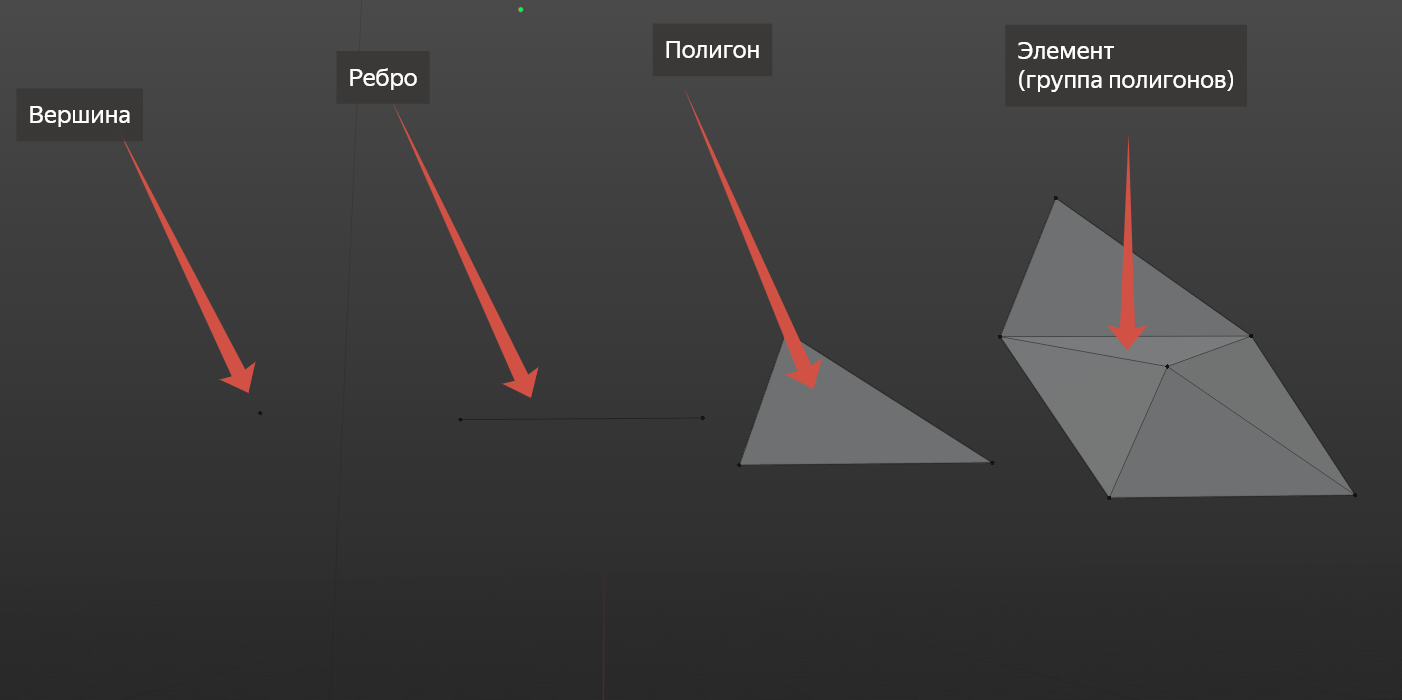 Вершина
Ребро
Полигон
Элемент
(группа полигонов)